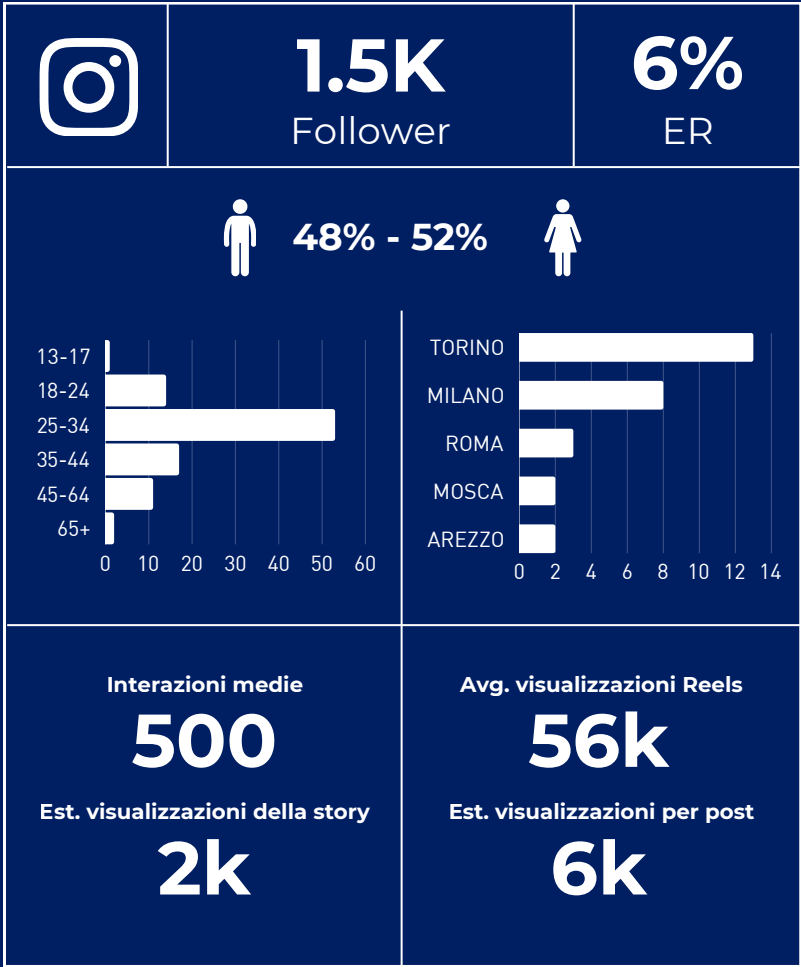 1.5K
Follower
6%
ER
48% - 52%
13-17
18-24
25-34
35-44
45-64
65+
0 10 20 30 40 50 60
TORINO
MILANO
ROMA
MOSCA
AREZZO
0 2 4 6 8 10 12 14
Interazioni medie
500
Est. visualizzazioni della story
2k
Avg. visualizzazioni Reels
56k
Est. visualizzazioni per post
6k